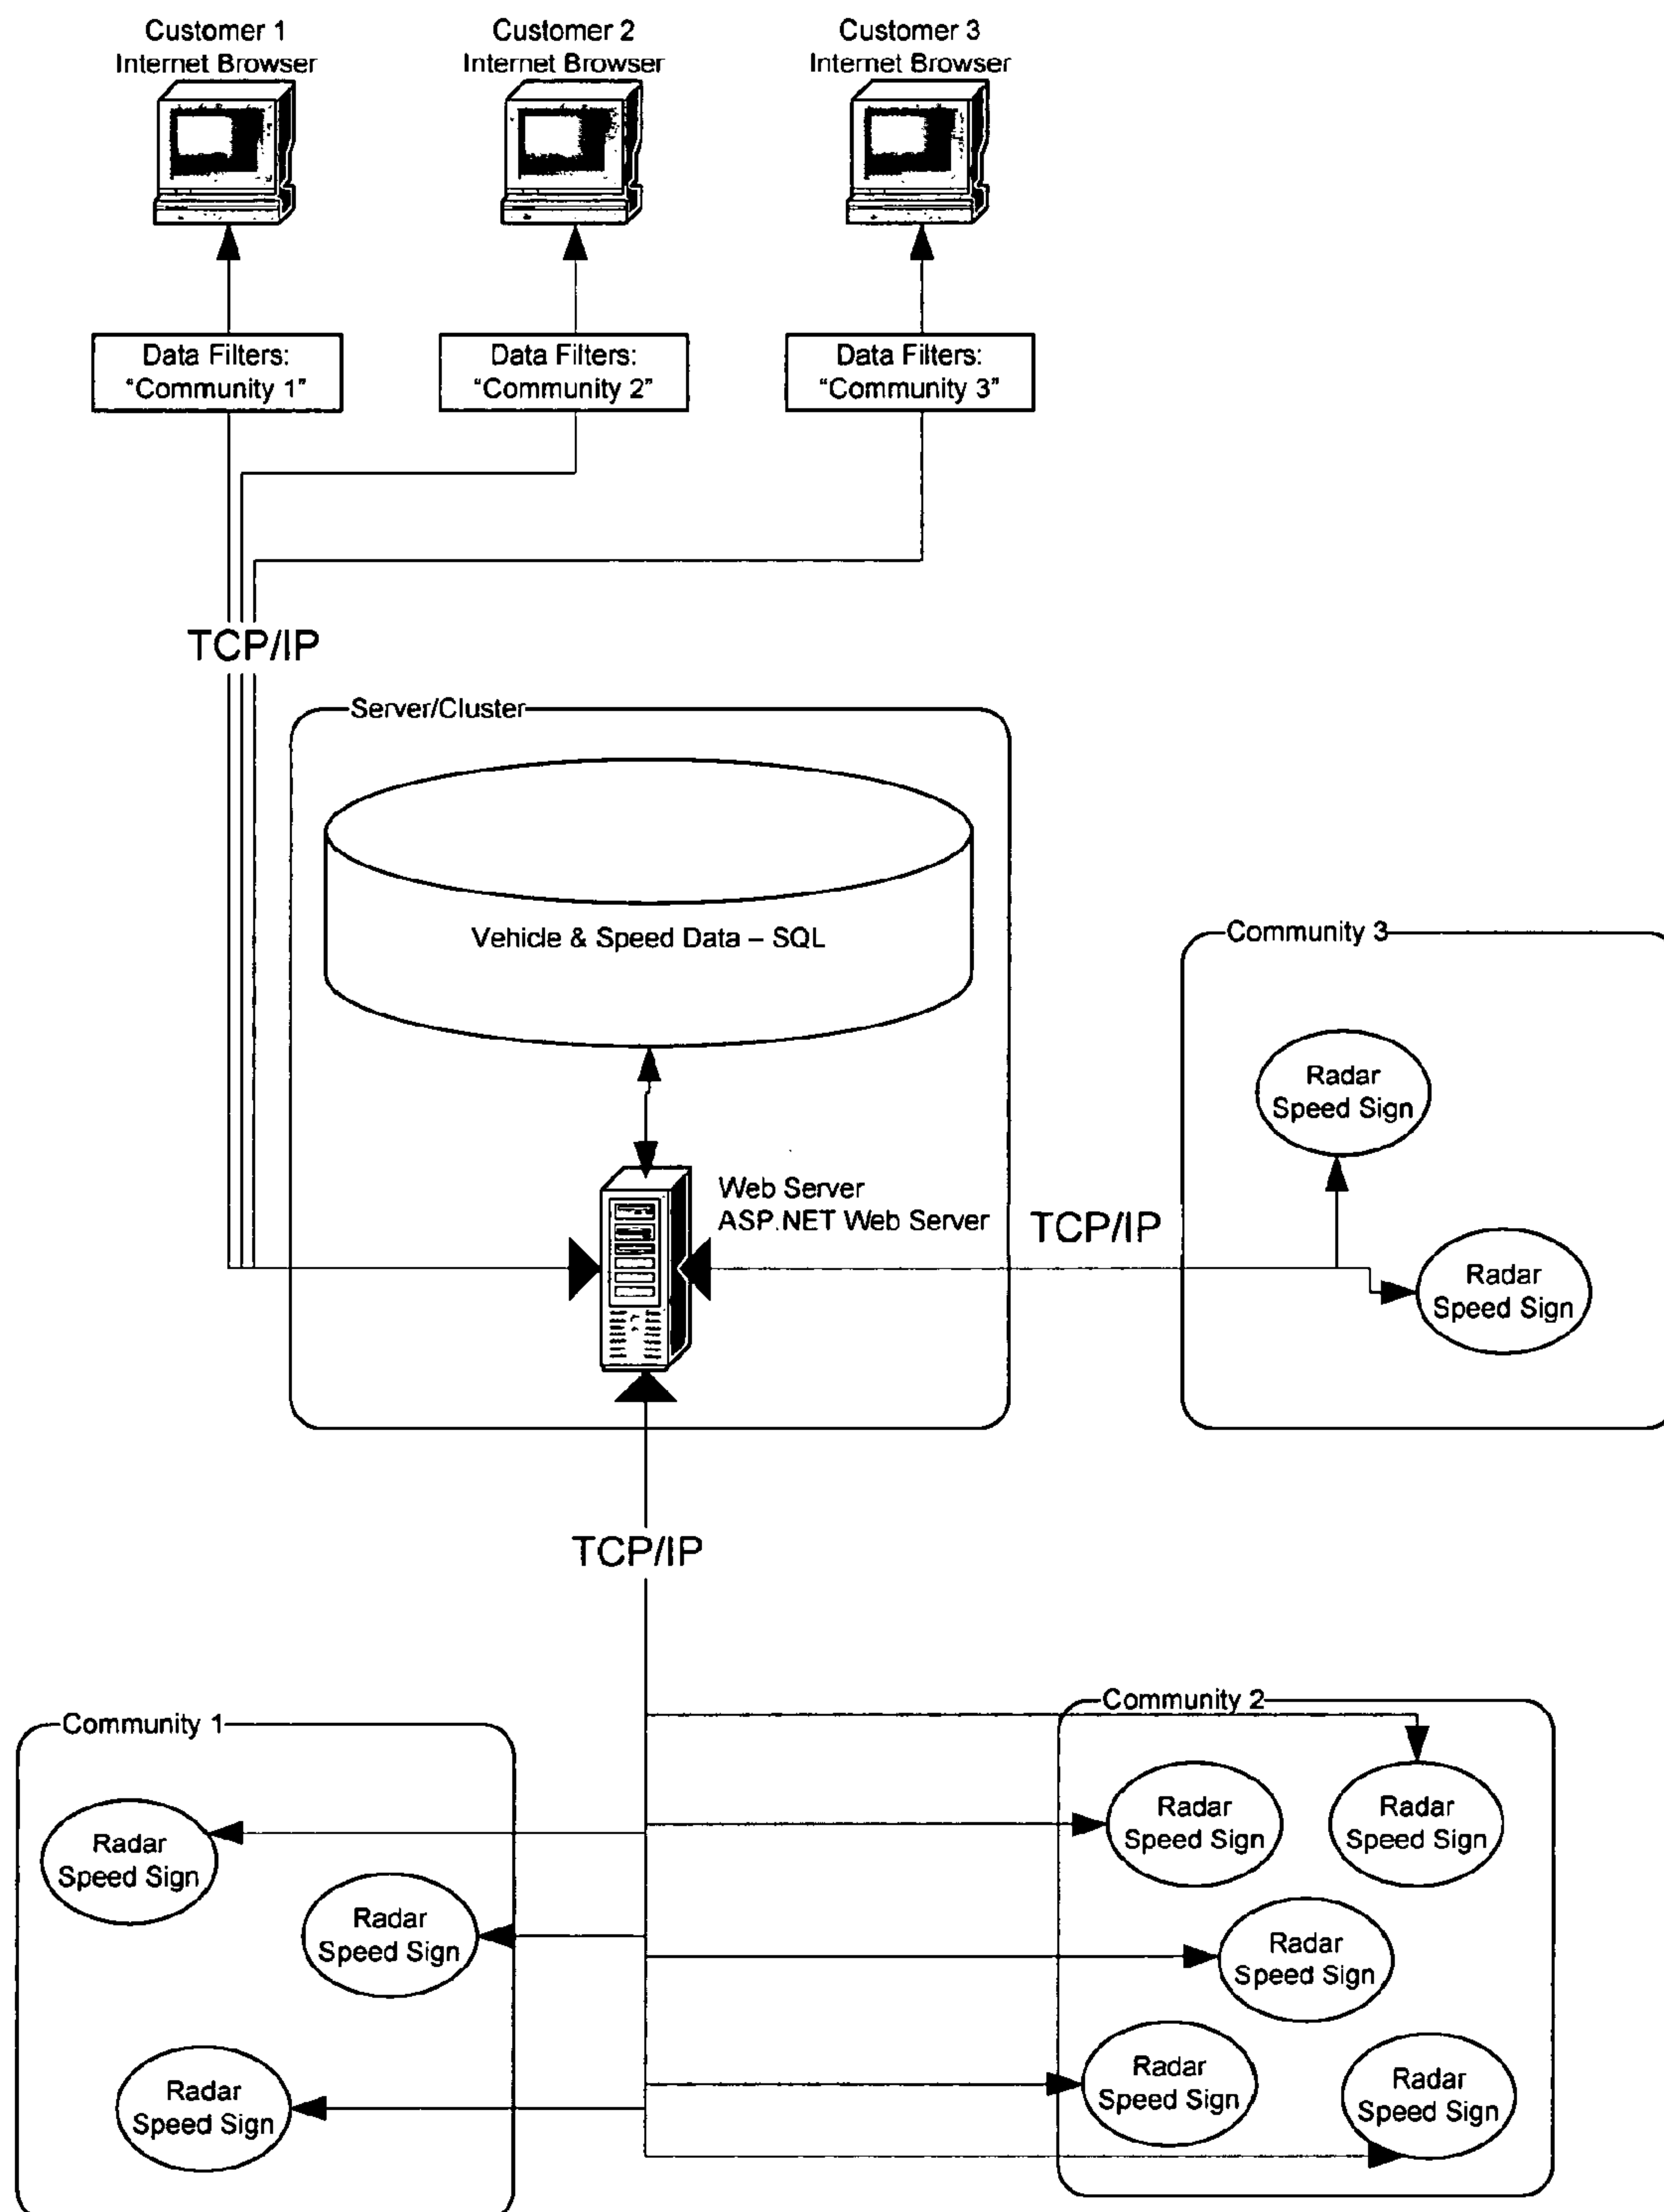 Customer 1
Internet Browser
Customer 2
Internet Browser
Customer 3
Internet Browser
Data Filters:
"Community 1"
Data Filters:
"Community 2"
Data Filters:
"Community 3"
TCP/IP
Server/Cluster
Vehicle & Speed Data – SQL
Web Server
ASP.NET Web Server
TCP/IP
Community 3
Radar
Speed Sign
Radar
Speed Sign
TCP/IP
Community 1
Radar
Speed Sign
Radar
Speed Sign
Radar
Speed Sign
Community 2
Radar
Speed Sign
Radar
Speed Sign
Radar
Speed Sign
Radar
Speed Sign
Radar
Speed Sign